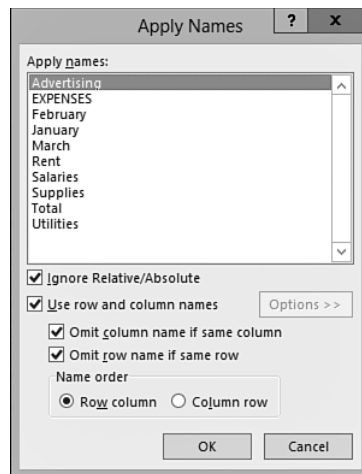 Apply Names
? x
Apply names:
Advertising
EXPENSES
February
January
March
Rent
Salaries
Supplies
Total
Utilities
Ignore Relative/Absolute
Use row and column names Options >>
Omit column name if same column
Omit row name if same row
Name order
Row column Column row
OK Cancel